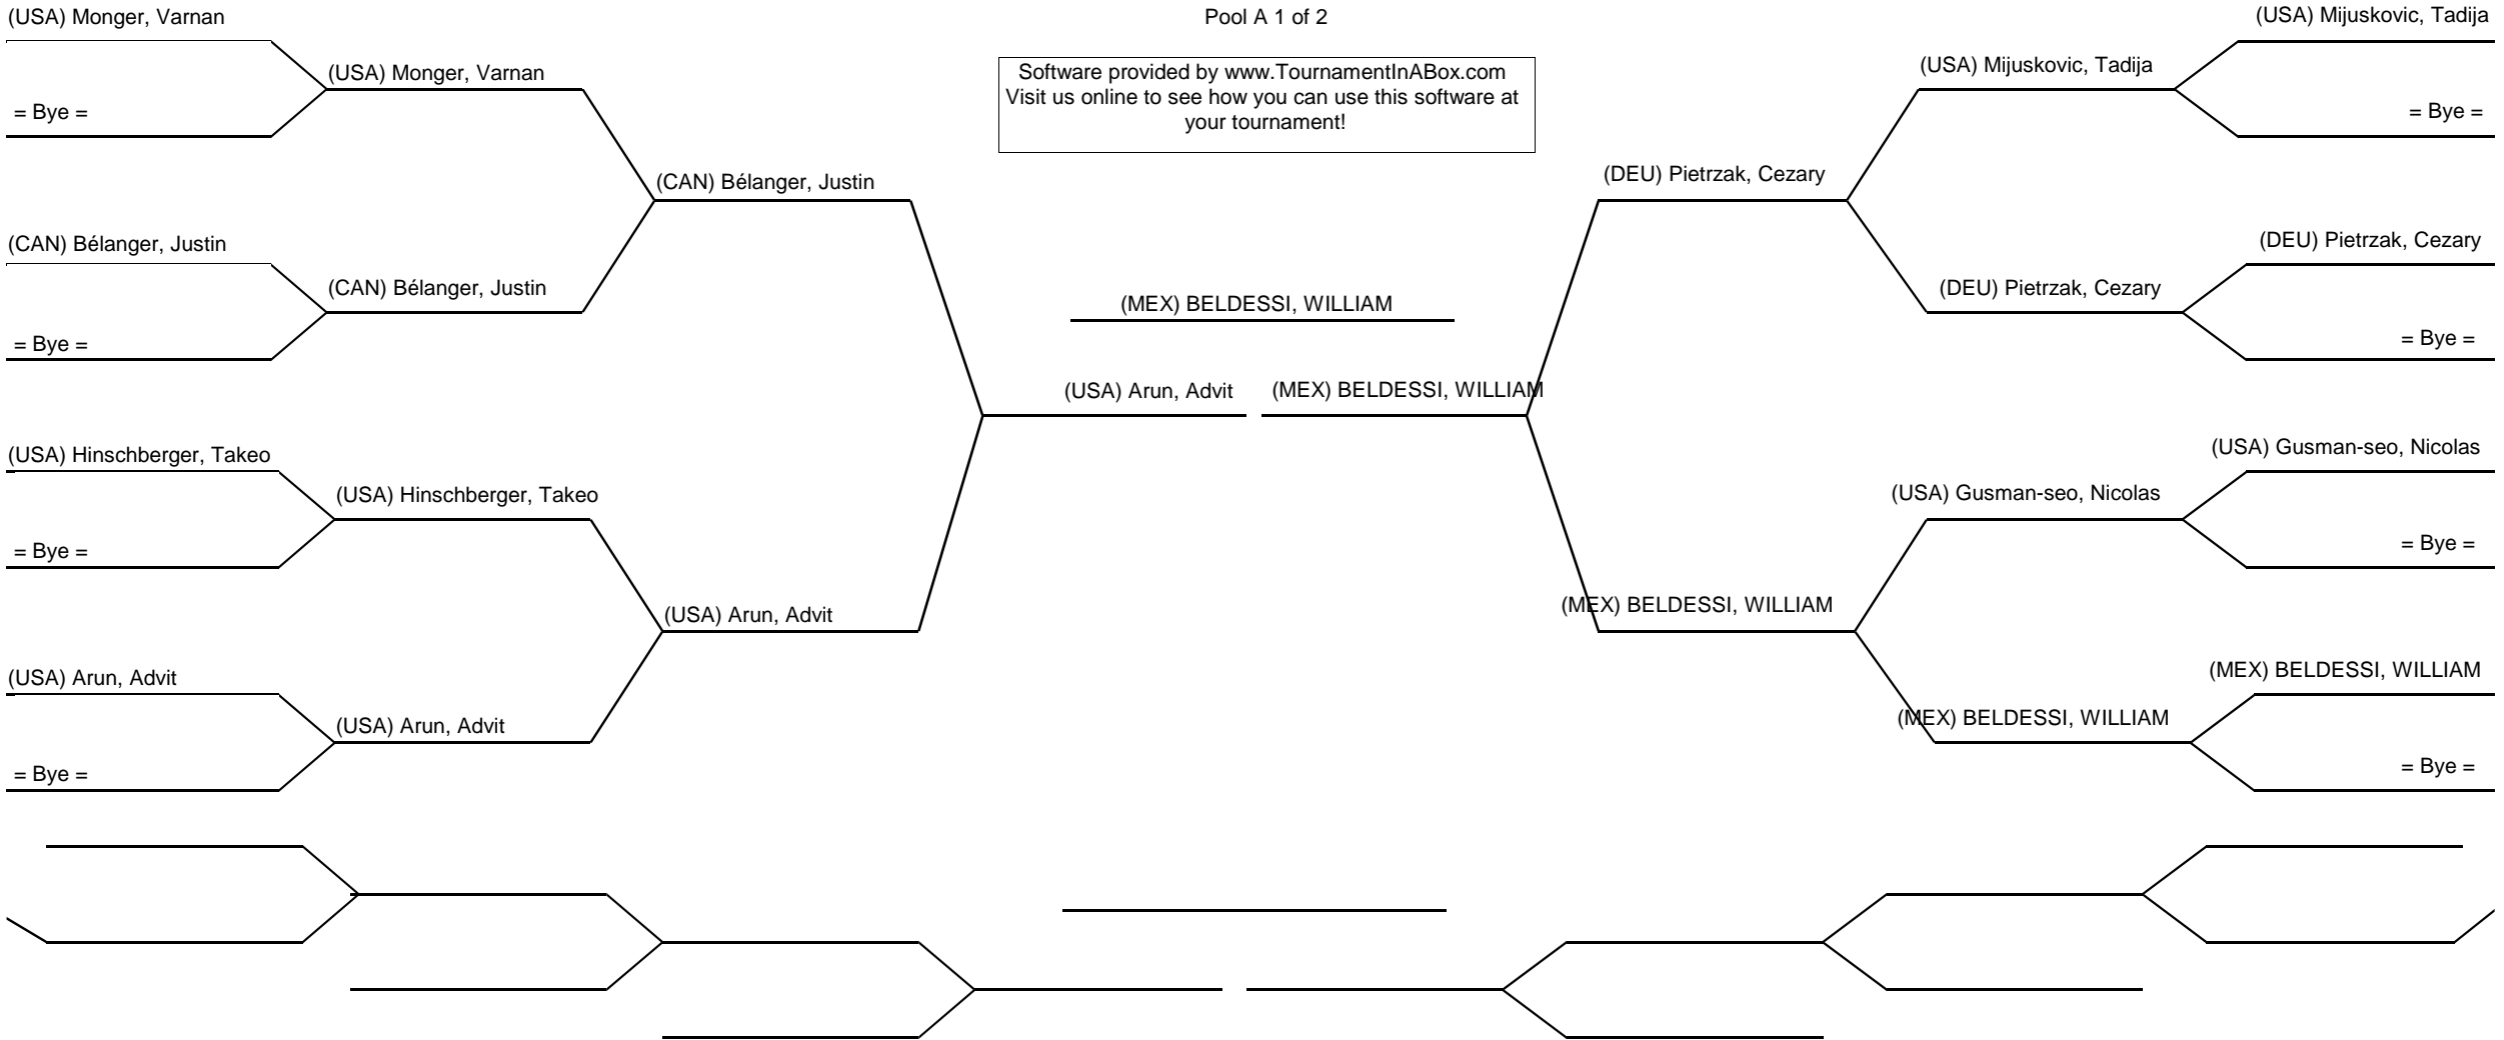 (USA) Monger, Varnan
= Bye =
(CAN) Bélanger, Justin
= Bye =
(USA) Hinschberger, Takeo
= Bye =
(USA) Arun, Advit
= Bye =
(USA) Monger, Varnan
(CAN) Bélanger, Justin
(USA) Hinschberger, Takeo
(USA) Arun, Advit
(CAN) Bélanger, Justin
(USA) Arun, Advit
Pool A 1 of 2
Software provided by www.TournamentInABox.com
Visit us online to see how you can use this software at
your tournament!
(MEX) BELDESSI, WILLIAM
(USA) Arun, Advit
(MEX) BELDESSI, WILLIAM
(DEU) Pietrzak, Cezary
(MEX) BELDESSI, WILLIAM
(USA) Mijuskovic, Tadija
(DEU) Pietrzak, Cezary
(USA) Gusman-seo, Nicolas
(MEX) BELDESSI, WILLIAM
(USA) Mijuskovic, Tadija
= Bye =
(DEU) Pietrzak, Cezary
= Bye =
(USA) Gusman-seo, Nicolas
= Bye =
(MEX) BELDESSI, WILLIAM
= Bye =